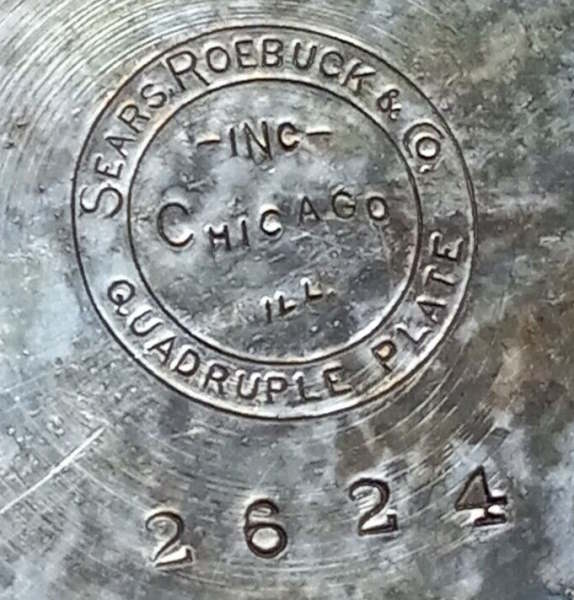 SEARS, ROEBUCK & Co.
-INC-
CHICAGO
ILL.
QUADRUPLE PLATE
2624